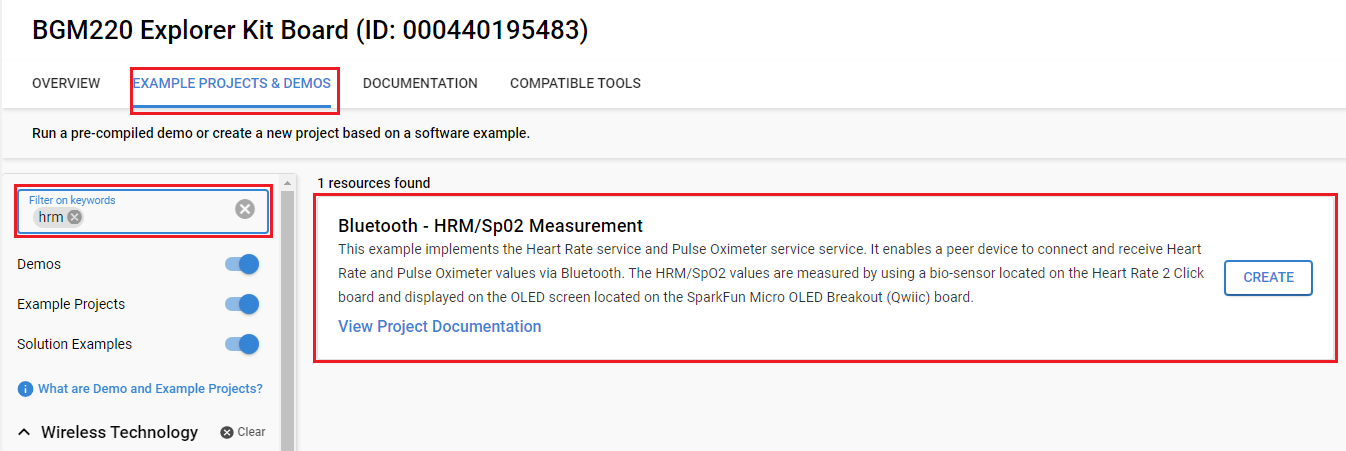 BGM220 Explorer Kit Board (ID: 000440195483)
OVERVIEW EXAMPLE PROJECTS & DEMOS DOCUMENTATION COMPATIBLE TOOLS
Run a pre-compiled demo or create a new project based on a software example.
Filter on keywords
hrm
Demos
Example Projects
Solution Examples
What are Demo and Example Projects?
Wireless Technology Clear
1 resources found
Bluetooth - HRM/Sp02 Measurement
This example implements the Heart Rate service and Pulse Oximeter service service. It enables a peer device to connect and receive Heart
Rate and Pulse Oximeter values via Bluetooth. The HRM/SpO2 values are measured by using a bio-sensor located on the Heart Rate 2 Click
board and displayed on the OLED screen located on the SparkFun Micro OLED Breakout (Qwiic) board.
CREATE
View Project Documentation